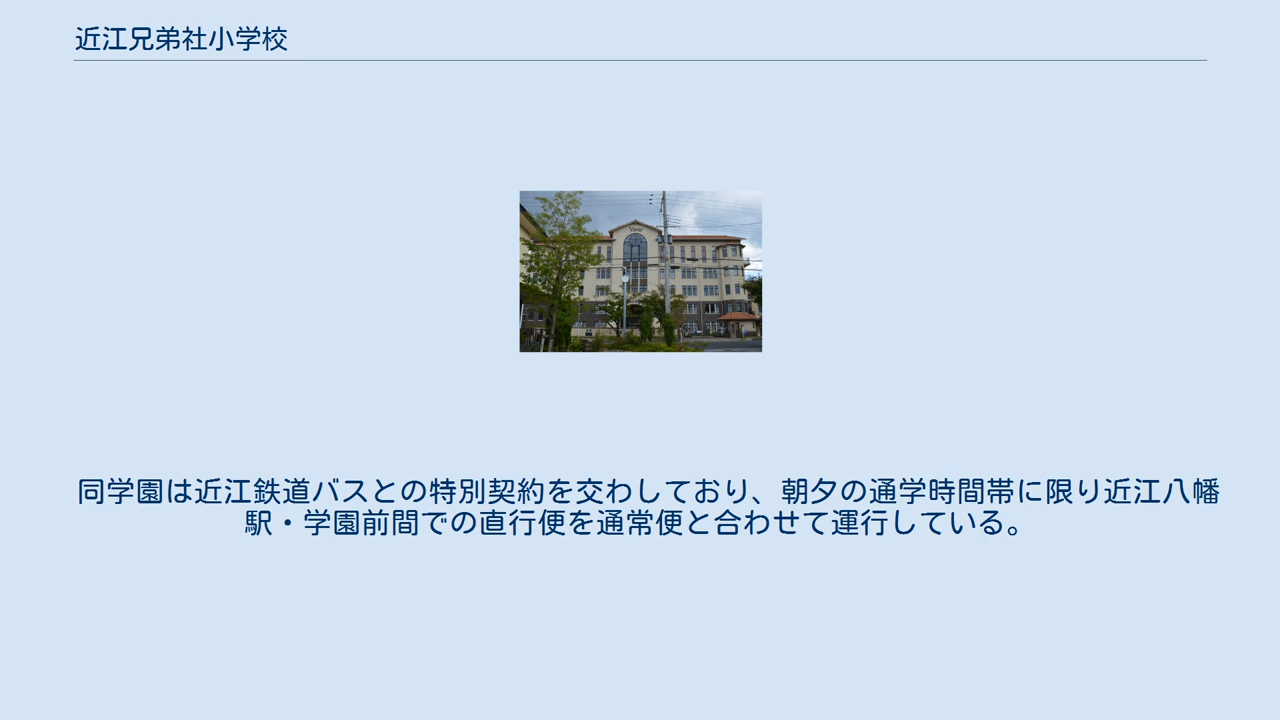 近江兄弟社小学校
同学園は近江鉄道バスとの特別契約を交わしており、朝夕の通学時間帯に限り近江八幡
駅・学園前間での直行便を通常便と合わせて運行している。